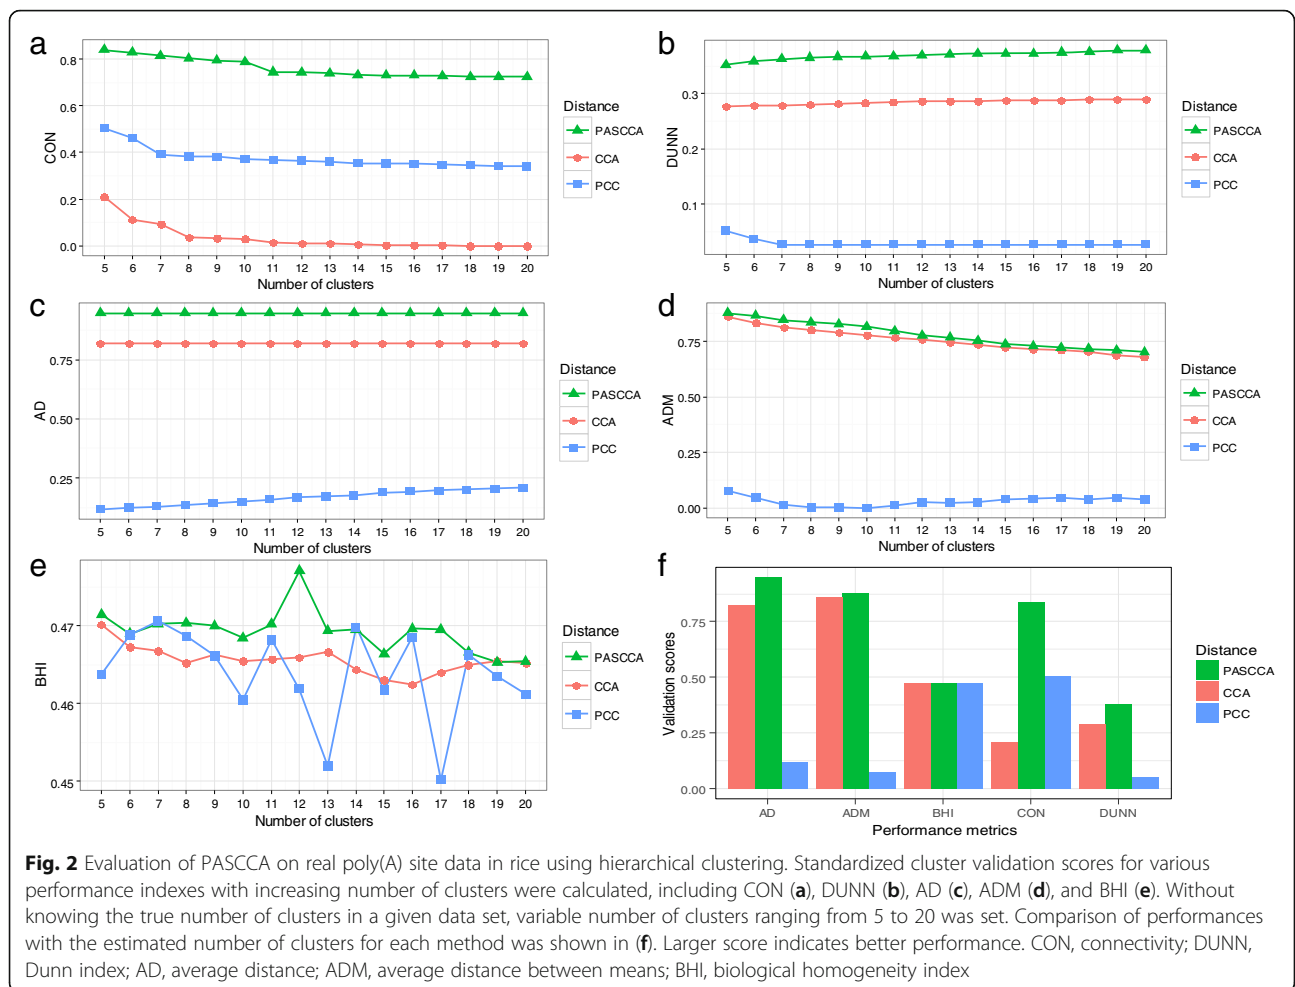 a
0.8
0.6
0.4
0.2
0.0
CON
5 6 7 8 9 10 11 12 13 14 15 16 17 18 19 20
Number of clusters
Distance
PASCCA
CCA
PCC
b
0.3
0.2
0.1
DUNN
5 6 7 8 9 10 11 12 13 14 15 16 17 18 19 20
Number of clusters
Distance
PASCCA
CCA
PCC
c
0.75
0.50
0.25
AD
5 6 7 8 9 10 11 12 13 14 15 16 17 18 19 20
Number of clusters
Distance
PASCCA
CCA
PCC
d
0.75
0.50
0.25
0.00
ADM
5 6 7 8 9 10 11 12 13 14 15 16 17 18 19 20
Number of clusters
Distance
PASCCA
CCA
PCC
e
0.47
0.46
0.45
BHI
5 6 7 8 9 10 11 12 13 14 15 16 17 18 19 20
Number of clusters
Distance
PASCCA
CCA
PCC
f
0.75
0.50
0.25
0.00
Validation scores
AD ADM BHI CON DUNN
Performance metrics
Distance
PASCCA
CCA
PCC
Fig. 2 Evaluation of PASCCA on real poly(A) site data in rice using hierarchical clustering. Standardized cluster validation scores for various
performance indexes with increasing number of clusters were calculated, including CON (a), DUNN (b), AD (c), ADM (d), and BHI (e). Without
knowing the true number of clusters in a given data set, variable number of clusters ranging from 5 to 20 was set. Comparison of performances
with the estimated number of clusters for each method was shown in (f). Larger score indicates better performance. CON, connectivity; DUNN,
Dunn index; AD, average distance; ADM, average distance between means; BHI, biological homogeneity index